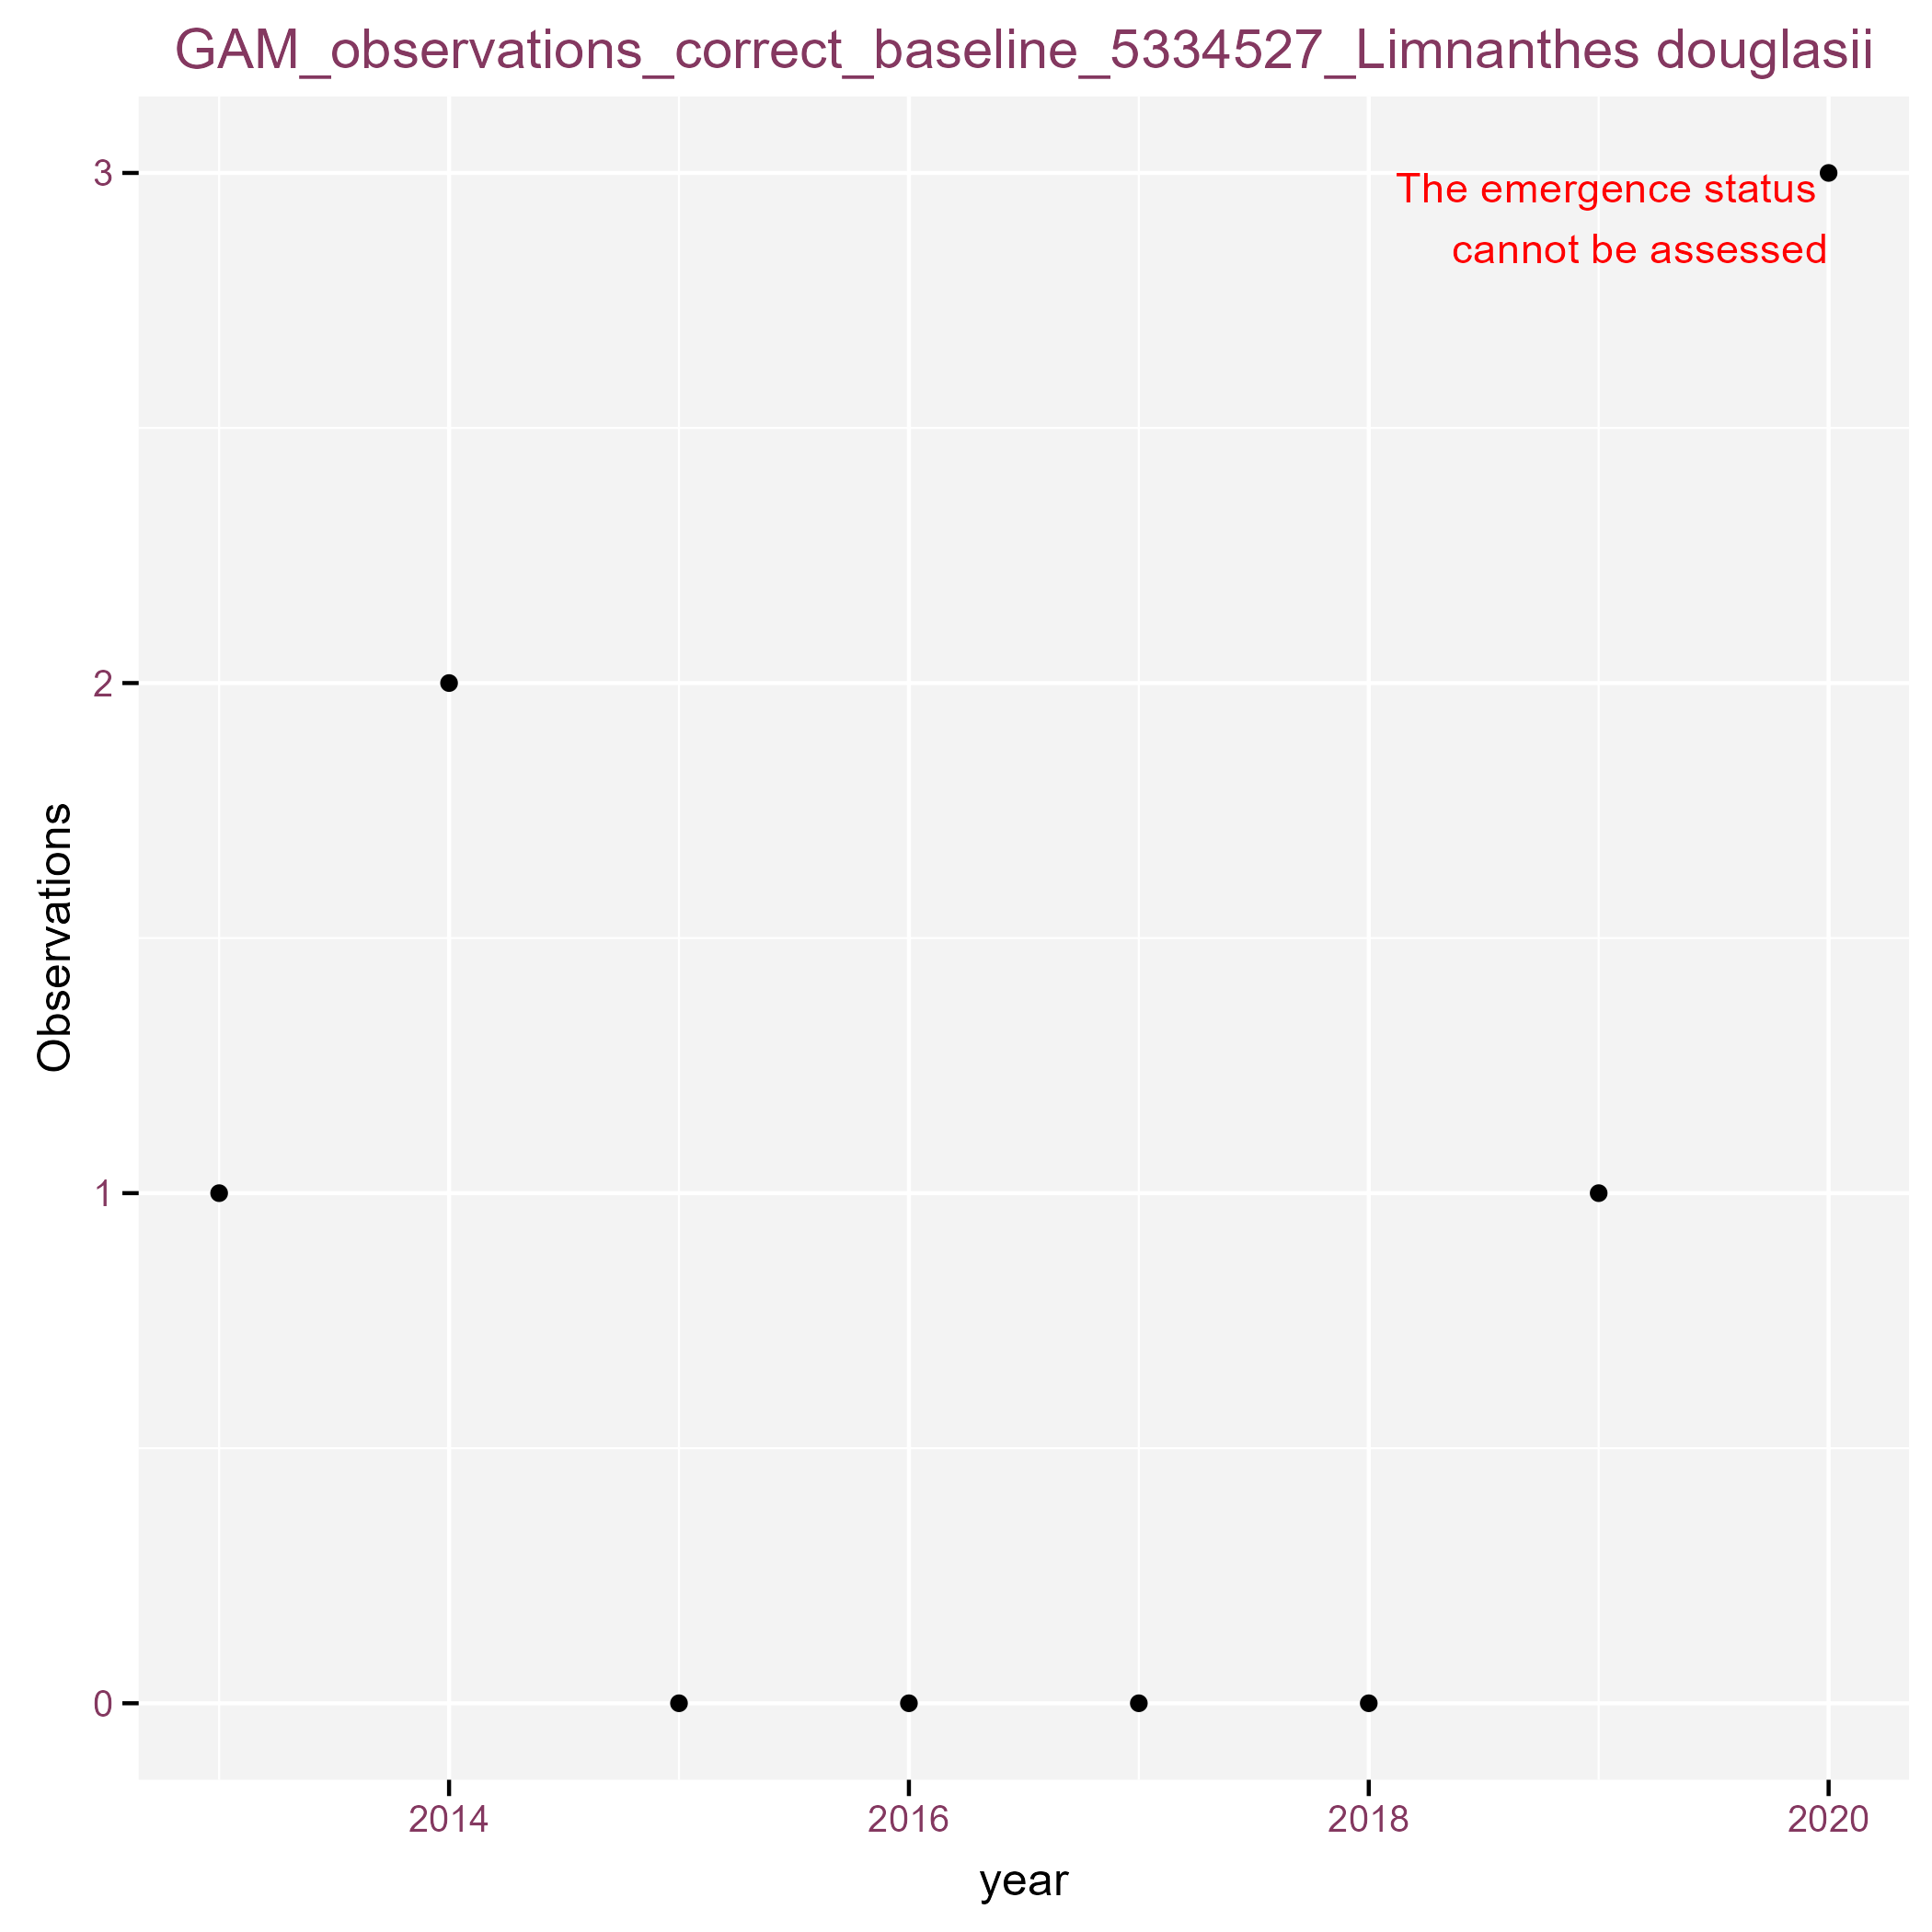 GAM_observations_correct_baseline_5334527_Limnanthes douglasii
3
The emergence status
cannot be assessed
2
Observations
1
0
2014 2016 2018 2020
year